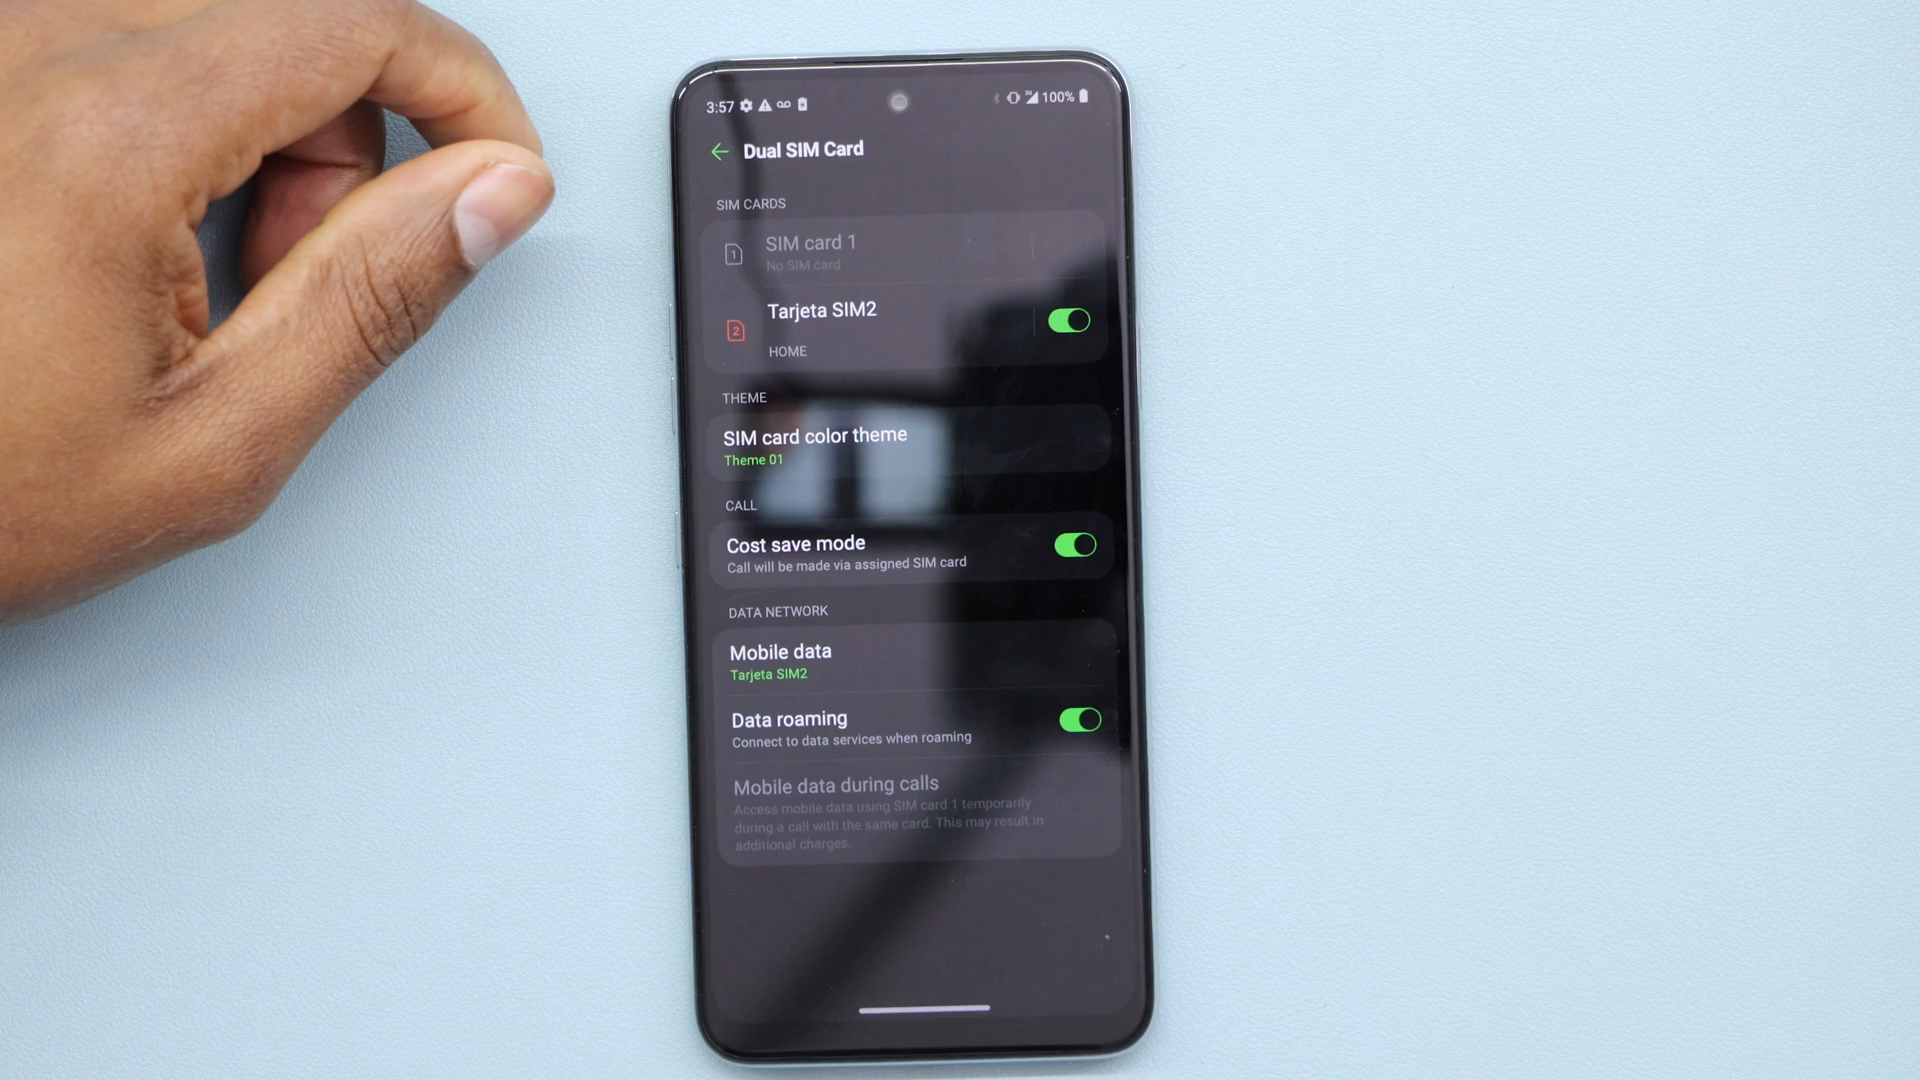 3:57
100%
Dual SIM Card
SIM CARDS
1
SIM card 1
No SIM card
Tarjeta SIM2
2
HOME
THEME
SIM card color theme
Theme 01
CALL
Cost save mode
Call will be made via assigned SIM card
DATA NETWORK
Mobile data
Tarjeta SIM2
Data roaming
Connect to data services when roaming
Mobile data during calls
Access mobile data using SIM card 1 temporarily
during a call with the same card. This may result in
additional charges.